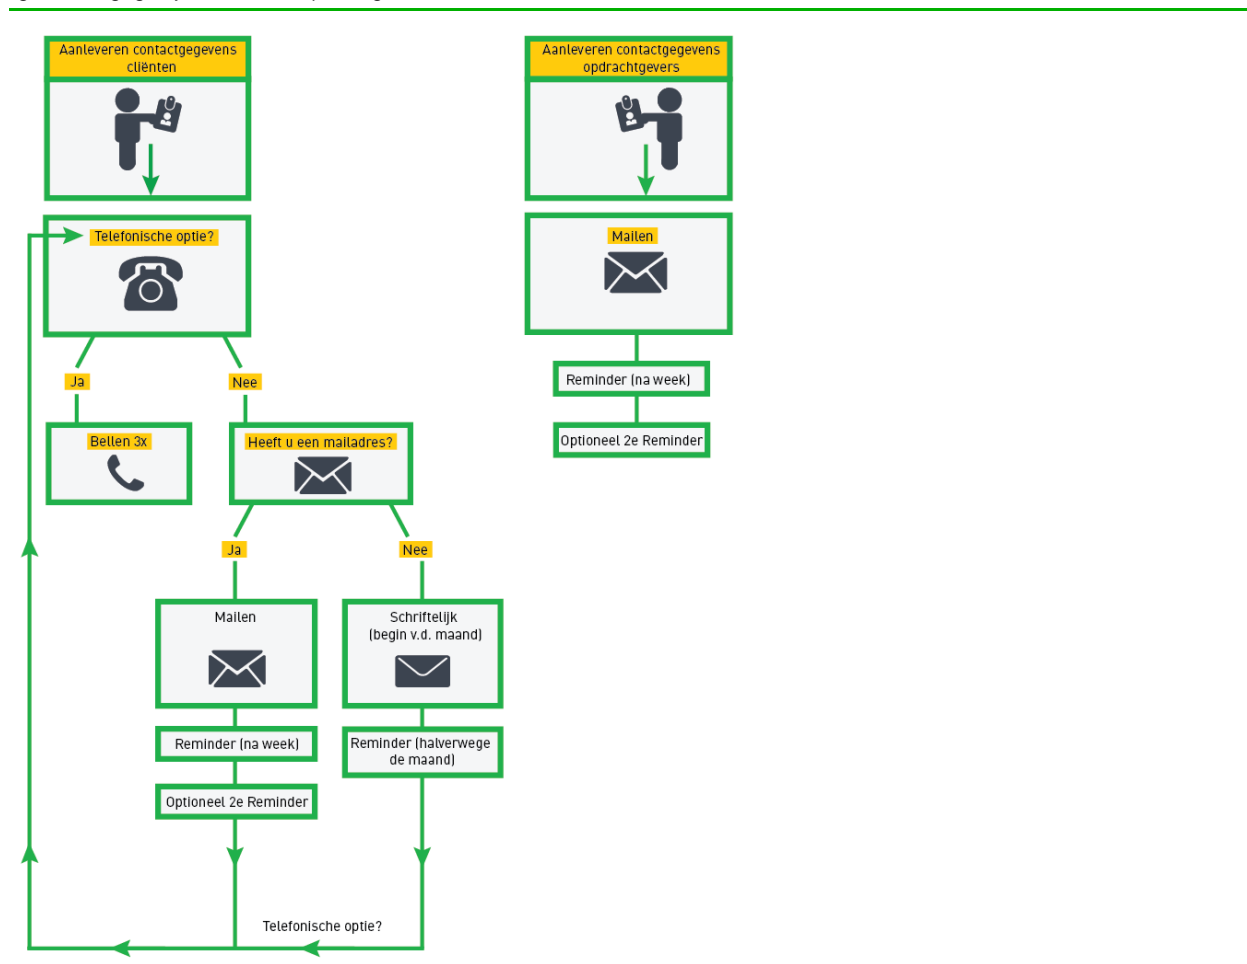 Aanleveren contactgegevens
cliënten
Telefonische optie?
Ja
Nee
Bellen 3x
Heeft u een mailadres?
Ja
Nee
Mailen
Schriftelijk
(begin v.d. maand)
Reminder (na week)
Reminder (halverwege
de maand)
Optioneel 2e Reminder
Telefonische optie?
Aanleveren contactgegevens
opdrachtgevers
Mailen
Reminder (na week)
Optioneel 2e Reminder